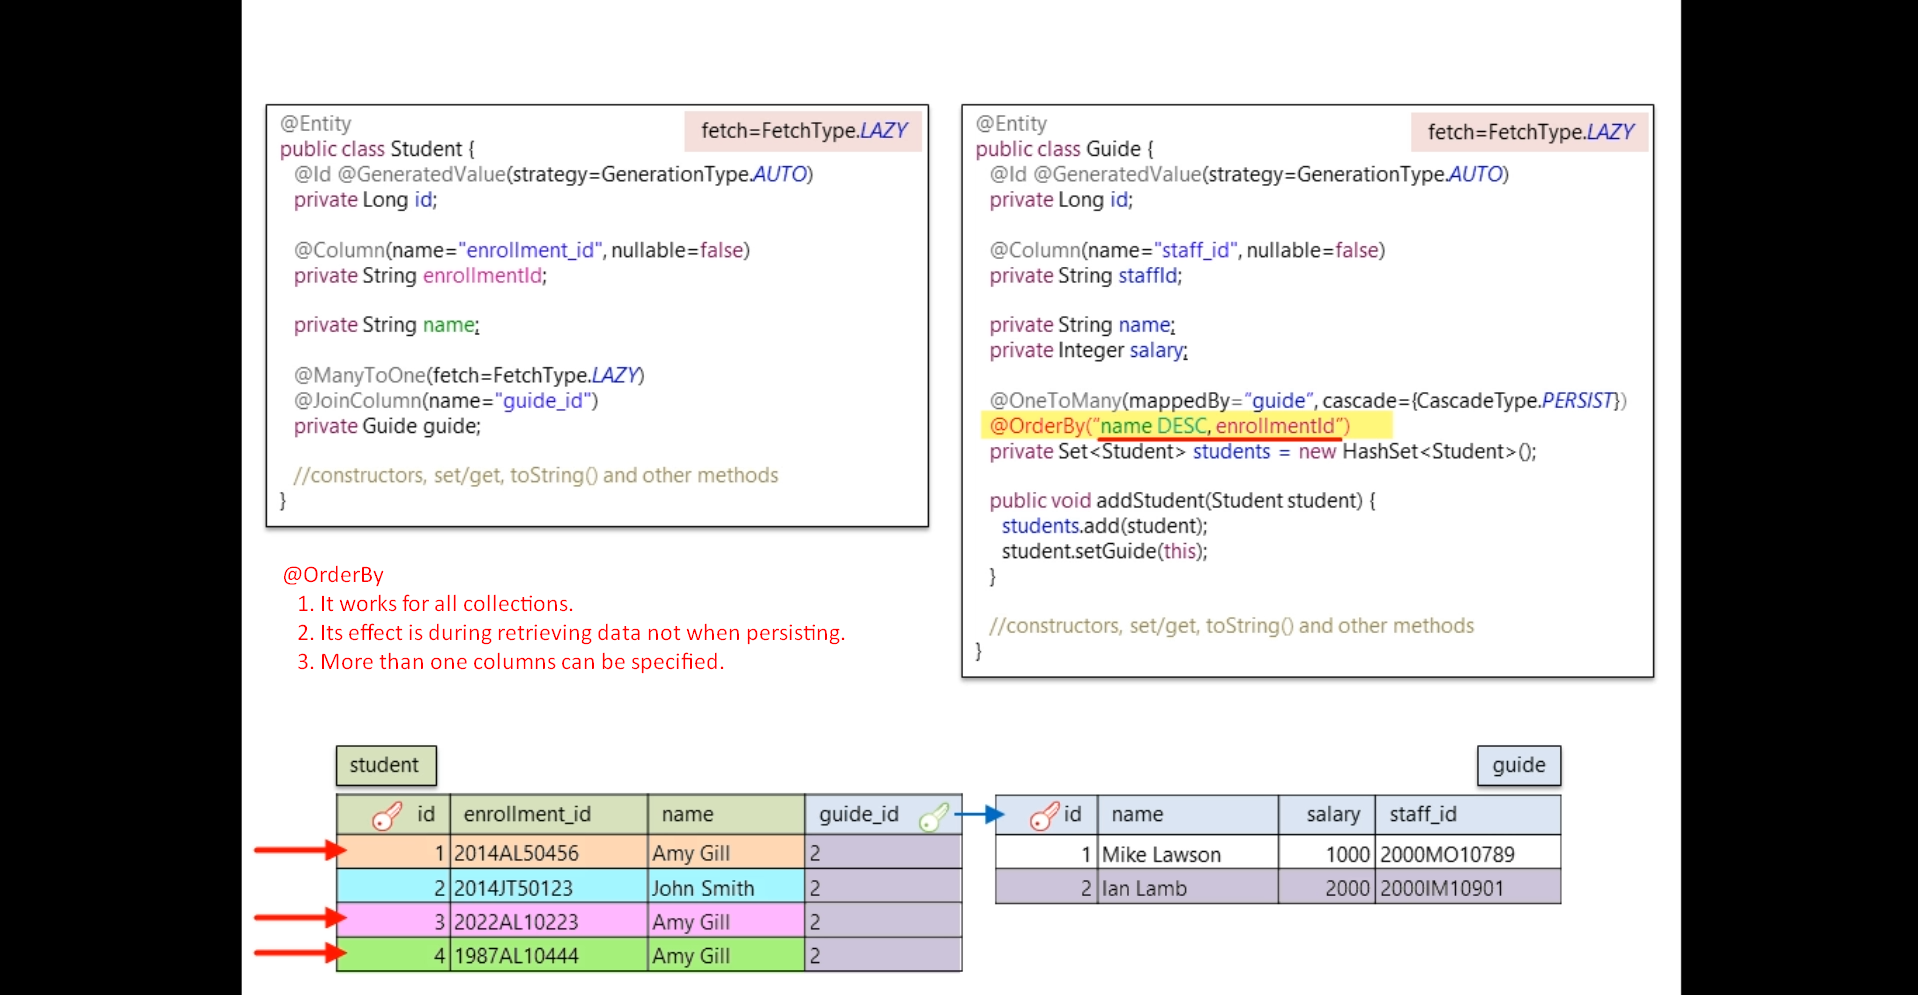 @Entity
fetch=FetchType.LAZY
public class Student {
@Id @GeneratedValue(strategy=GenerationType.AUTO)
private Long id;
@Column(name="enrollment_id", nullable=false)
private String enrollmentId;
private String name;
@ManyToOne(fetch=FetchType.LAZY)
@JoinColumn(name="guide_id")
private Guide guide;
//constructors, set/get, toString() and other methods
}
@Entity
fetch=FetchType.LAZY
public class Guide {
@Id @GeneratedValue(strategy=GenerationType.AUTO)
private Long id;
@Column(name="staff_id", nullable=false)
private String staffId;
private String name;
private Integer salary;
@OneToMany(mappedBy=”guide”, cascade={CascadeType.PERSIST})
@OrderBy(”name DESC, enrollmentId”)
private Set<Student> students = new HashSet<Student>();
public void addStudent(Student student) {
students.add(student);
student.setGuide(this);
}
//constructors, set/get, toString() and other methods
}
@OrderBy
1. It works for all collections.
2. Its effect is during retrieving data not when persisting.
3. More than one columns can be specified.
student
id enrollment_id name guide_id
1 2014AL50456 Amy Gill 2
2 2014JT50123 John Smith 2
3 2022AL10223 Amy Gill 2
4 1987AL10444 Amy Gill 2
guide
id name salary staff_id
1 Mike Lawson 1000 2000MO10789
2 Ian Lamb 2000 2000IM10901